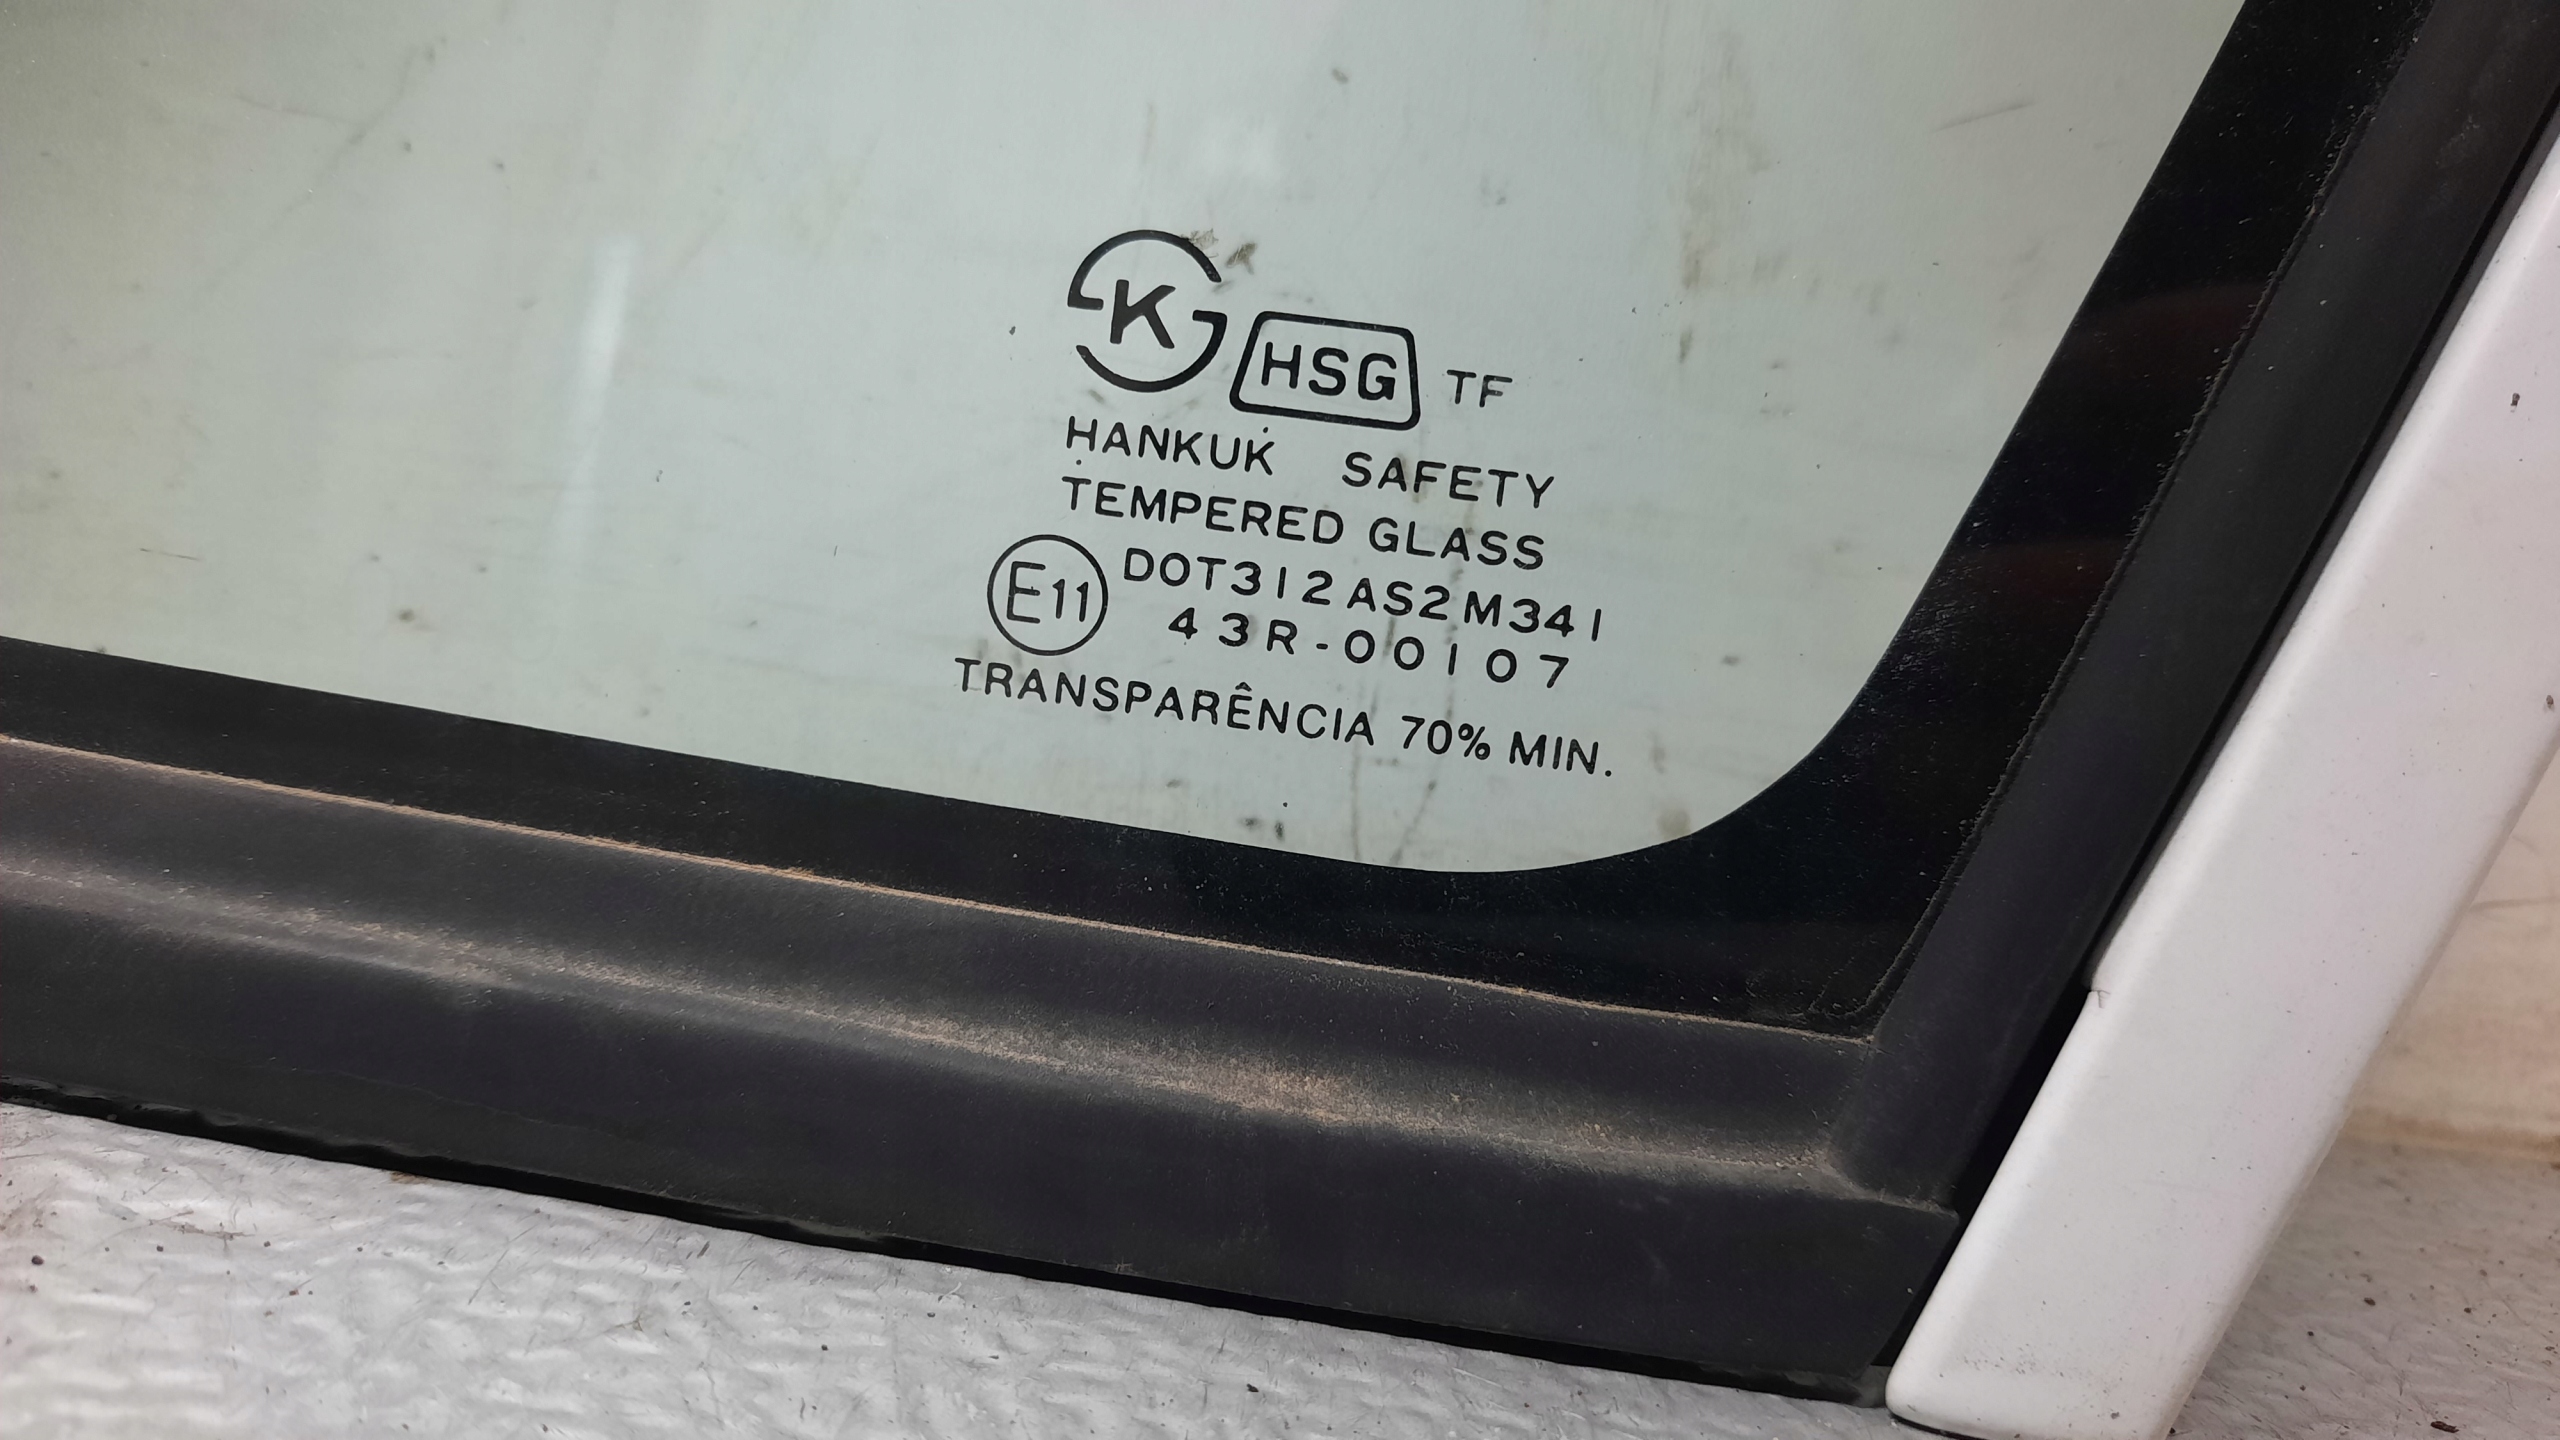 K HSG TF
HANKUK SAFETY
TEMPERED GLASS
E11 DOT312AS2M341
43R-00107
TRANSPARÊNCIA 70% MIN.